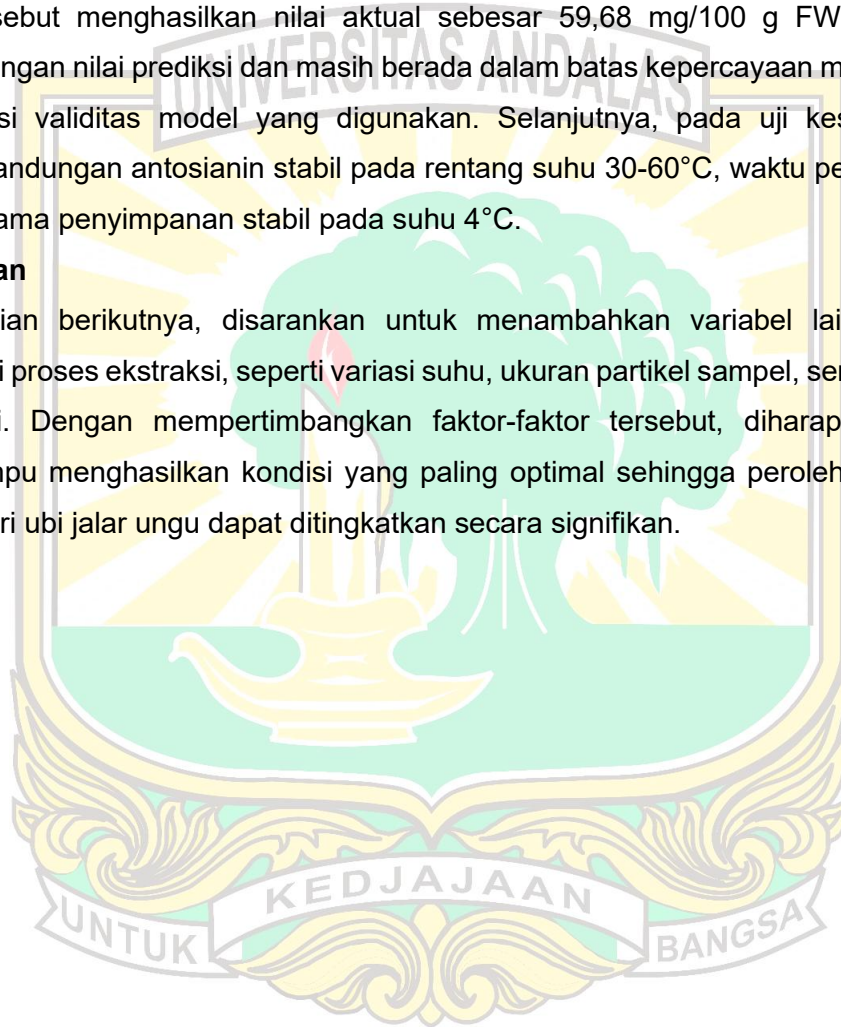 sebut menghasilkan nilai aktual sebesar 59,68 mg/100 g FW
ngan nilai prediksi dan masih berada dalam batas kepercayaan m
si validitas model yang digunakan. Selanjutnya, pada uji kes
andungan antosianin stabil pada rentang suhu 30-60°C, waktu pe
ama penyimpanan stabil pada suhu 4°C.
an
ian berikutnya, disarankan untuk menambahkan variabel lai
i proses ekstraksi, seperti variasi suhu, ukuran partikel sampel, ser
i. Dengan mempertimbangkan faktor-faktor tersebut, diharap
mpu menghasilkan kondisi yang paling optimal sehingga peroleh
ri ubi jalar ungu dapat ditingkatkan secara signifikan.
UNIVERSITAS ANDALAS
UNTUK KEDJAJAAN BANGSA